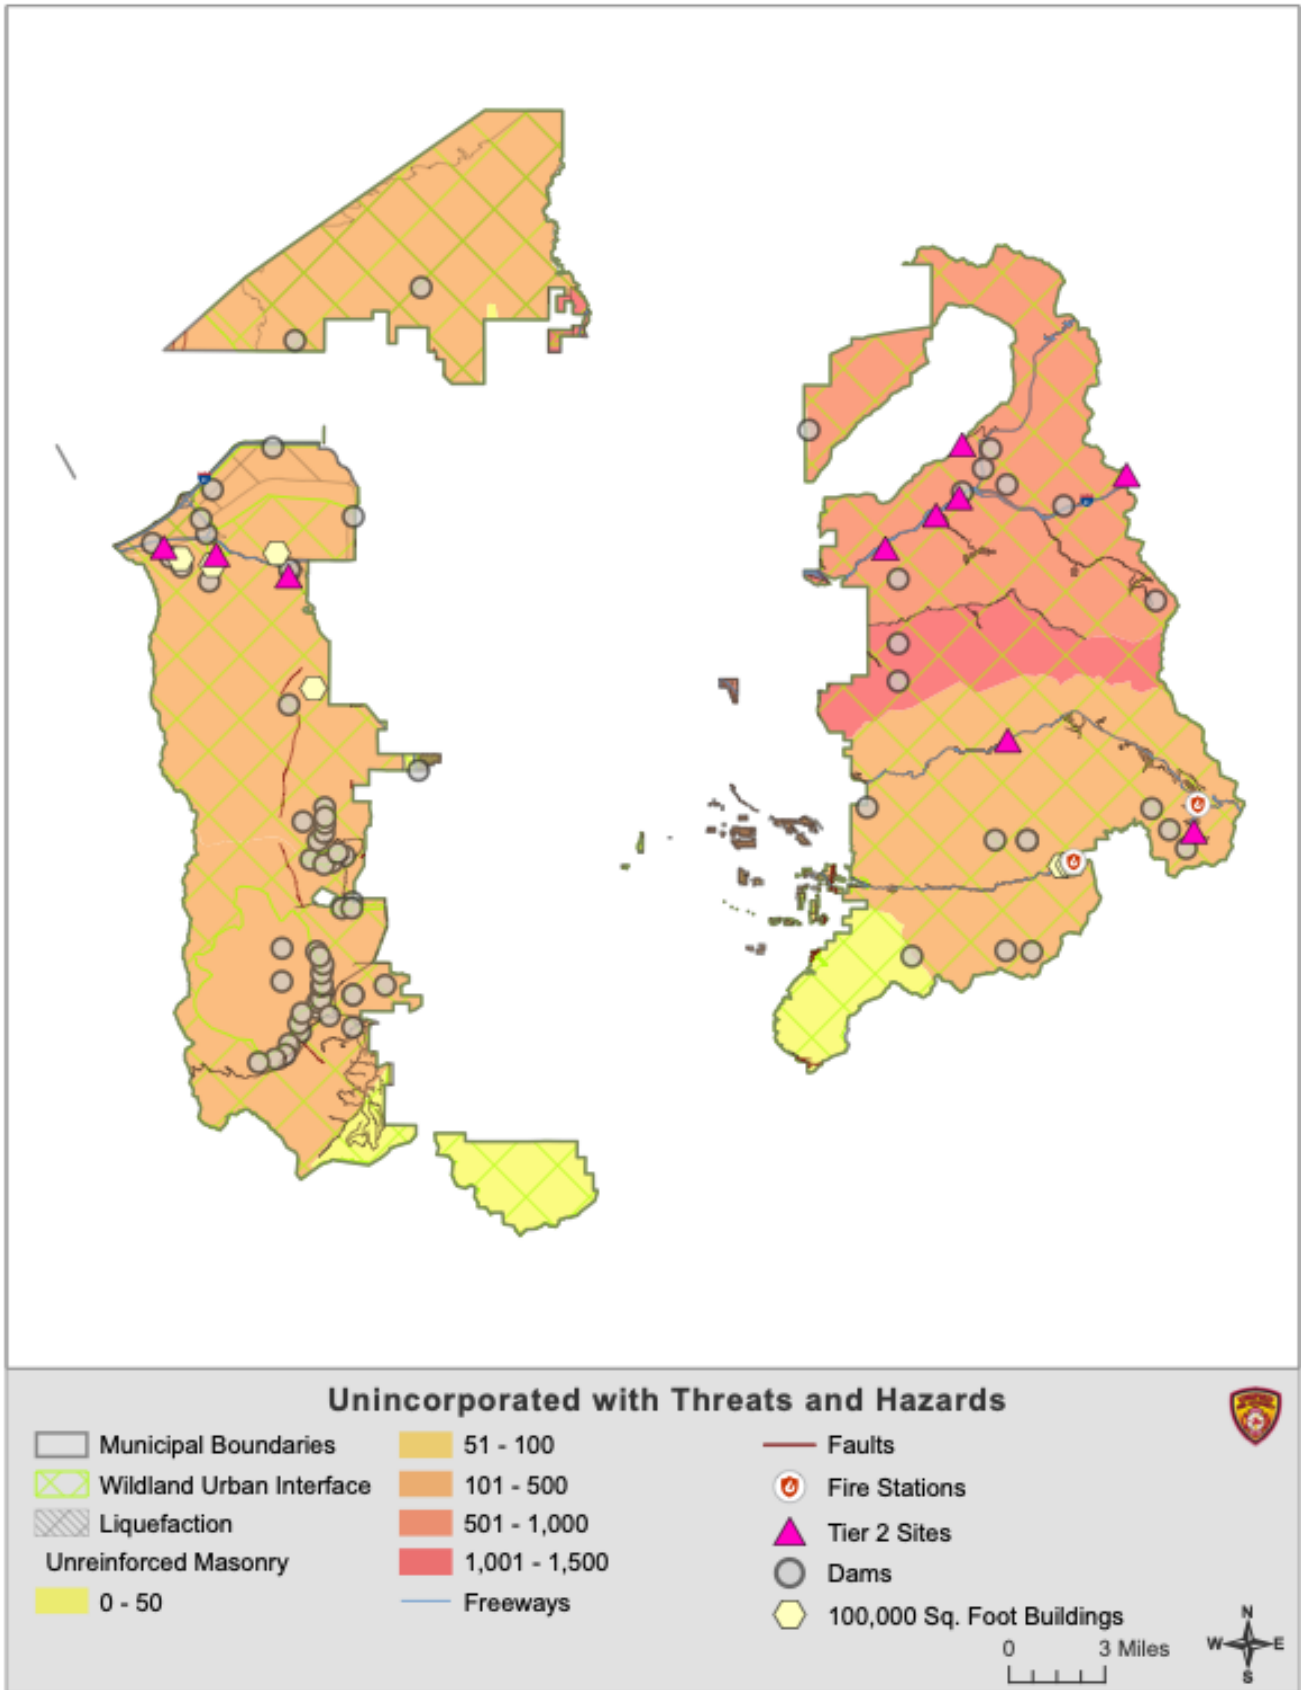 Unincorporated with Threats and Hazards
Municipal Boundaries
Wildland Urban Interface
Liquefaction
Unreinforced Masonry
0 - 50
51 - 100
101 - 500
501 - 1,000
1,001 - 1,500
Freeways
Faults
Fire Stations
Tier 2 Sites
Dams
100,000 Sq. Foot Buildings
0 3 Miles
N
W E
S